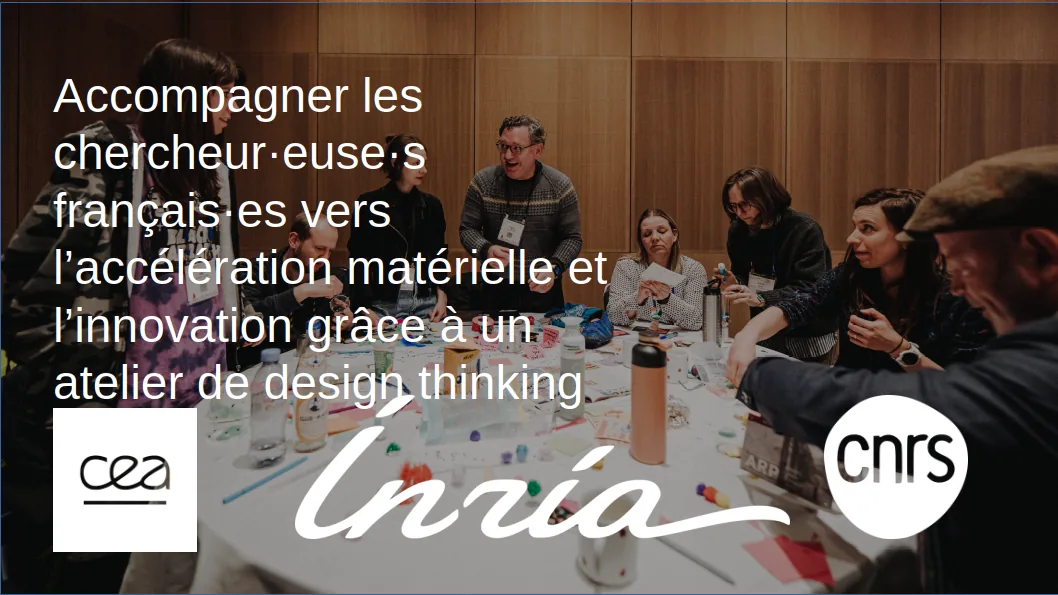 Accompagner les
chercheur·euse·s
français·es vers
l’accélération matérielle et
l’innovation grâce à un
atelier de design thinking
cea
Inria
cnrs
ARP